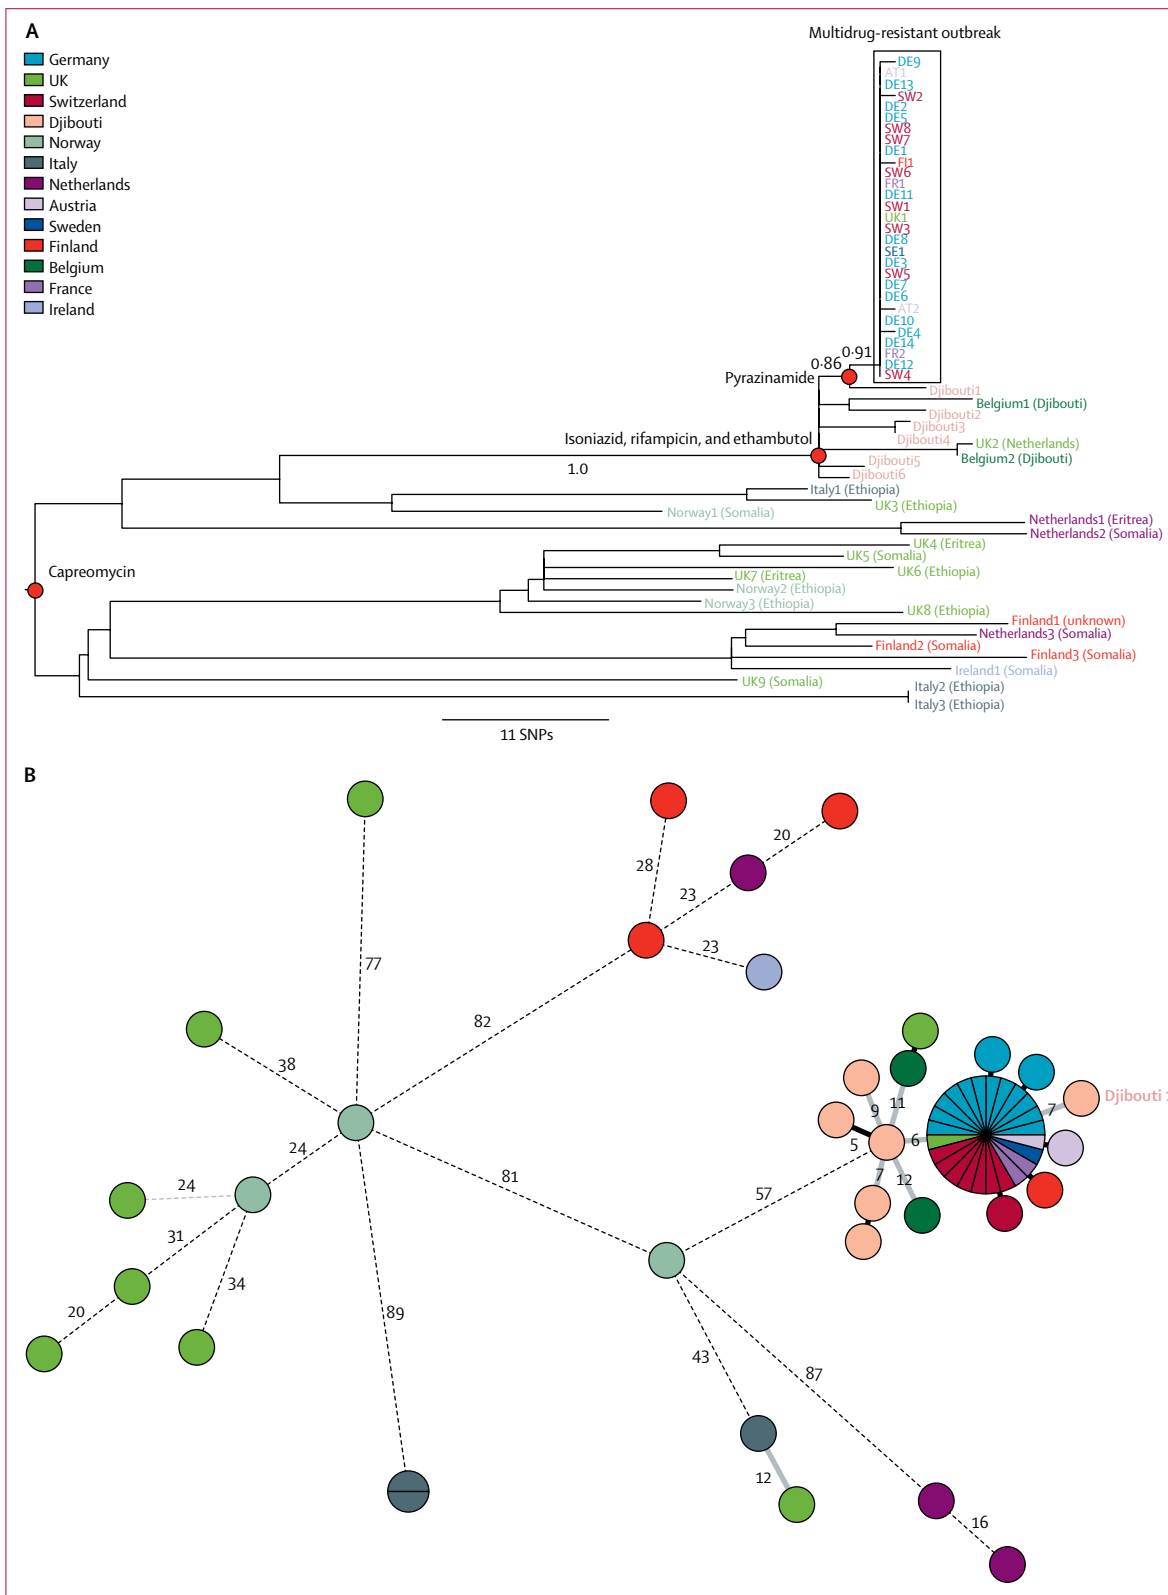 A
Multidrug-resistant outbreak
Germany
UK
Switzerland
Djibouti
Norway
Italy
Netherlands
Austria
Sweden
Finland
Belgium
France
Ireland
DE9
AT1
DE13
SW2
DE2
DE5
SW8
SW7
DE1
FI1
SW6
FR1
DE11
SW1
UK1
SW3
DE8
SE1
DE3
SW5
DE7
DE6
AT2
DE10
DE4
DE14
FR2
DE12
SW4
0·91
0·86
Pyrazinamide
Djibouti1
Belgium1 (Djibouti)
Djibouti2
Djibouti3
Isoniazid, rifampicin, and ethambutol
Djibouti4
UK2 (Netherlands)
Belgium2 (Djibouti)
1.0
Djibouti5
Djibouti6
Italy1 (Ethiopia)
UK3 (Ethiopia)
Norway1 (Somalia)
Netherlands1 (Eritrea)
Netherlands2 (Somalia)
UK4 (Eritrea)
UK5 (Somalia)
Capreomycin
UK6 (Ethiopia)
UK7 (Eritrea)
Norway2 (Ethiopia)
Norway3 (Ethiopia)
UK8 (Ethiopia)
Finland1 (unknown)
Netherlands3 (Somalia)
Finland2 (Somalia)
Finland3 (Somalia)
Ireland1 (Somalia)
UK9 (Somalia)
Italy2 (Ethiopia)
Italy3 (Ethiopia)
11 SNPs
B
20
28
23
23
77
82
38
9
11
7
Djibouti 1
5
6
24
7
12
81
24
57
31
34
20
89
43
87
12
16